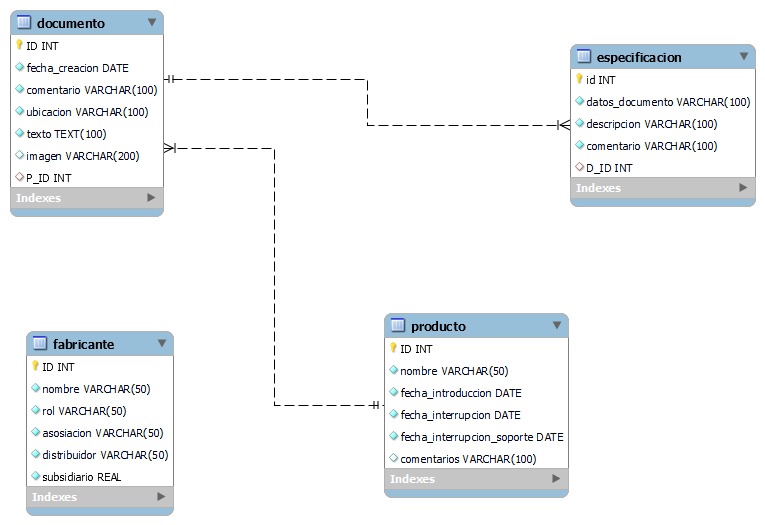 documento
ID INT
fecha_creacion DATE
comentario VARCHAR(100)
ubicacion VARCHAR(100)
texto TEXT(100)
imagen VARCHAR(200)
P_ID INT
Indexes
especificacion
id INT
datos_documento VARCHAR(100)
descripcion VARCHAR(100)
comentario VARCHAR(100)
D_ID INT
Indexes
fabricante
ID INT
nombre VARCHAR(50)
rol VARCHAR(50)
asosiacion VARCHAR(50)
distribuidor VARCHAR(50)
subsidiario REAL
Indexes
producto
ID INT
nombre VARCHAR(50)
fecha_introduccion DATE
fecha_interrupcion DATE
fecha_interrupcion_soporte DATE
comentarios VARCHAR(100)
Indexes